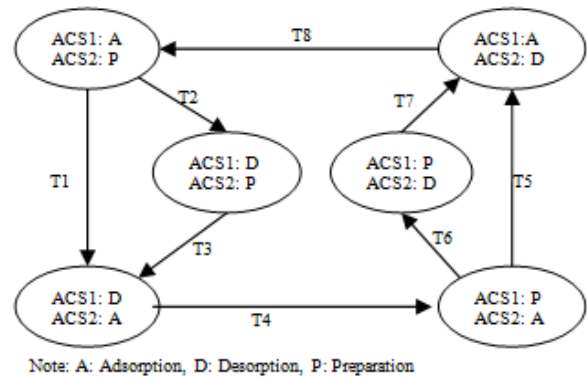 ACS1: A
ACS2: P
T8
ACS1:A
ACS2: D
T2
T7
ACS1: D
ACS2: P
ACS1: P
ACS2: D
T1
T5
T3
T6
ACS1: D
ACS2: A
T4
ACS1: P
ACS2: A
Note: A: Adsorption, D: Desorption, P: Preparation